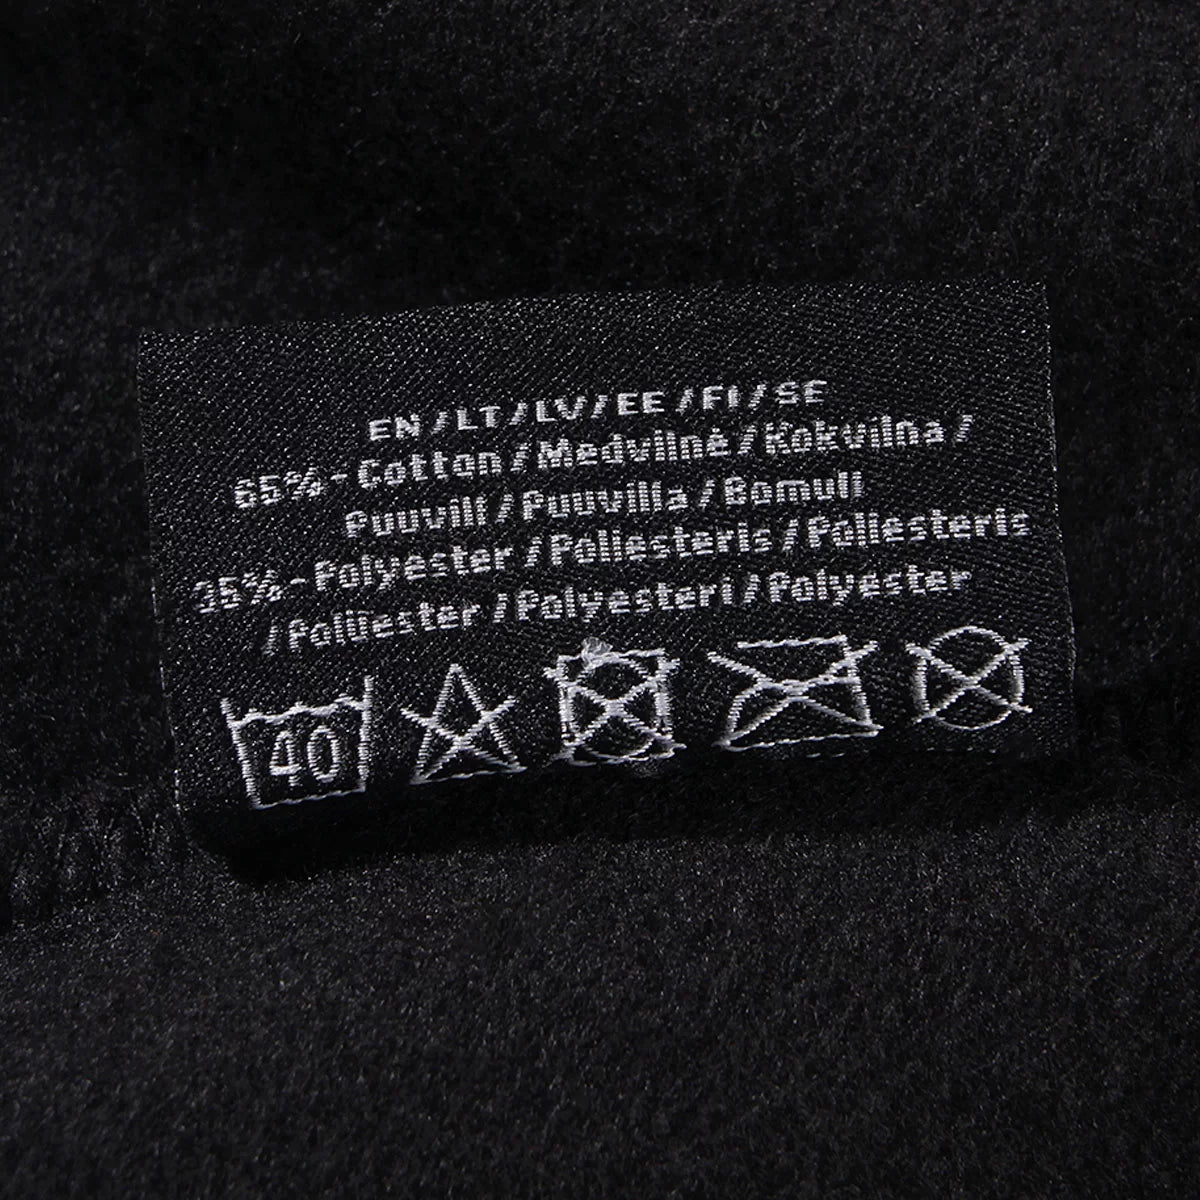 EN/LT/LV/EE/FI/SE
65%-Cotton/Medvilnė/Kokvilna/
Puuvill/Puuvilla/Bomull
35%-Polyester/Poliesteris/Poliesteris
/Polüester/Polyesteri/Polyester
40